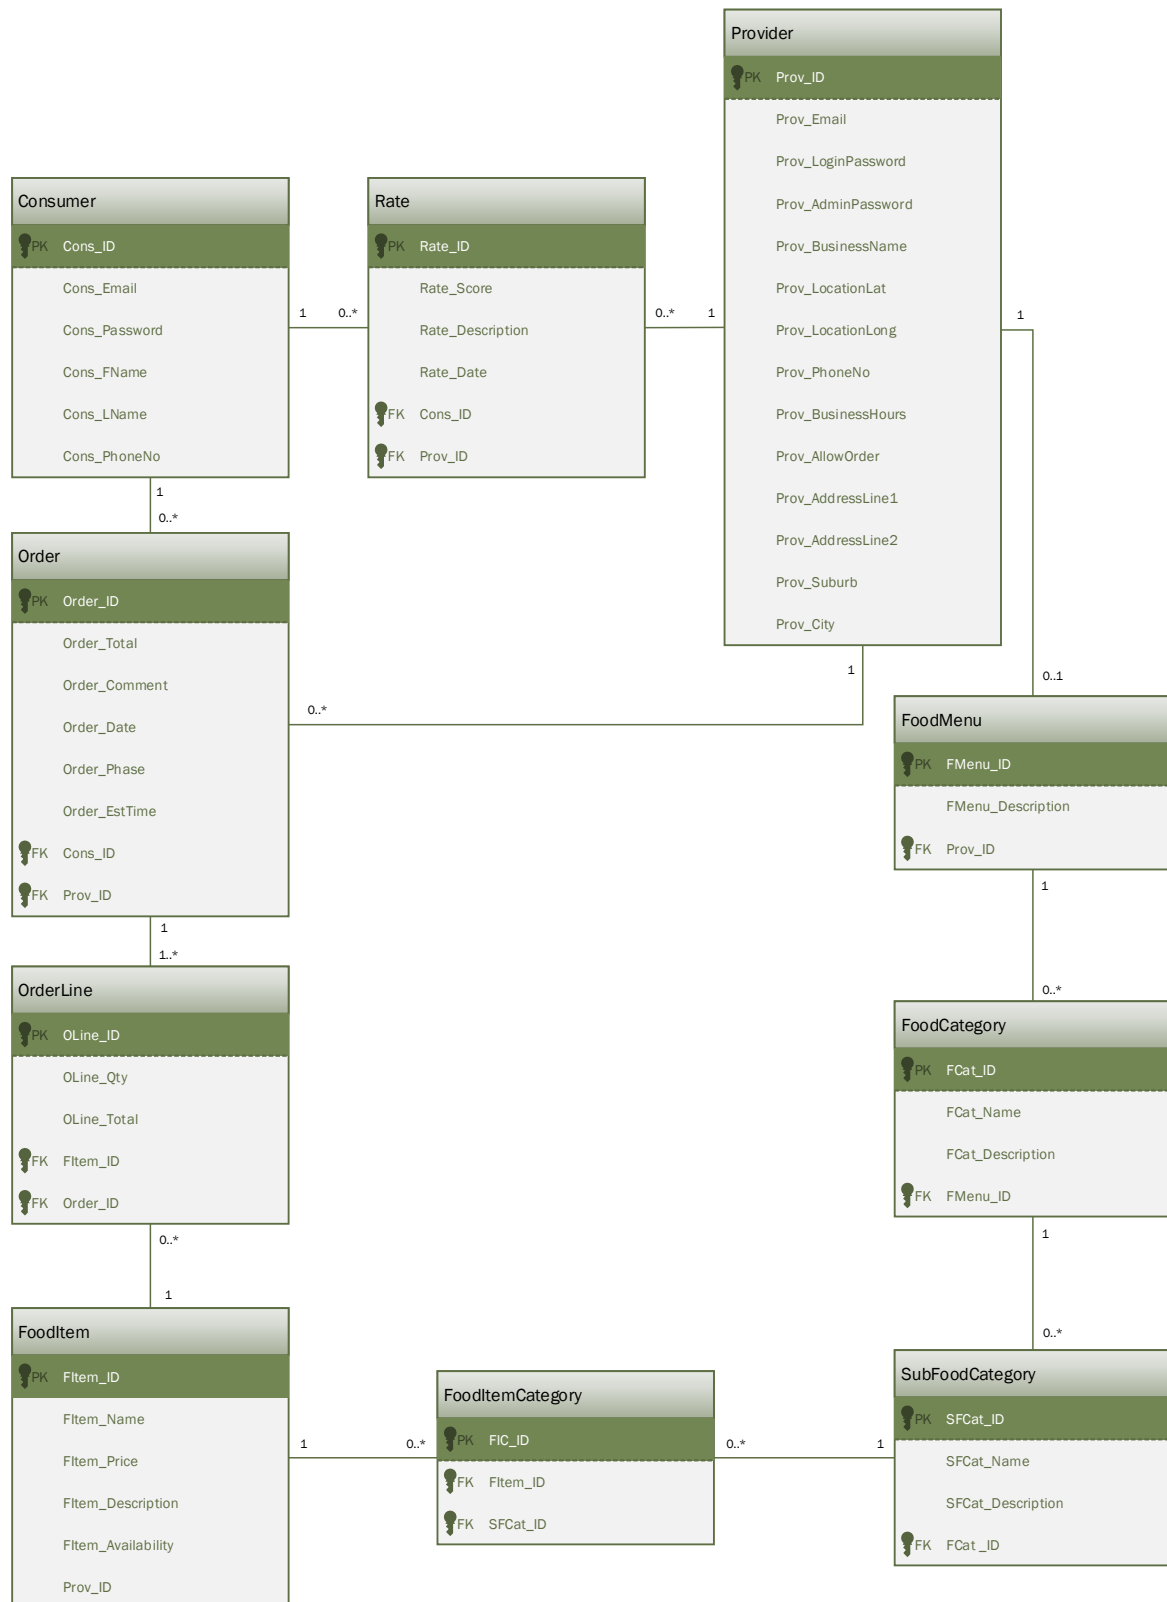 Provider
PK Prov_ID
Prov_Email
Prov_LoginPassword
Prov_AdminPassword
Prov_BusinessName
Prov_LocationLat
Prov_LocationLong
Prov_PhoneNo
Prov_BusinessHours
Prov_AllowOrder
Prov_AddressLine1
Prov_AddressLine2
Prov_Suburb
Prov_City
Consumer
PK Cons_ID
Cons_Email
Cons_Password
Cons_FName
Cons_LName
Cons_PhoneNo
1 0..*
Rate
PK Rate_ID
Rate_Score
Rate_Description
Rate_Date
FK Cons_ID
FK Prov_ID
0..* 1
1
0..1
1
0..*
Order
PK Order_ID
Order_Total
Order_Comment
Order_Date
Order_Phase
Order_EstTime
FK Cons_ID
FK Prov_ID
0..*
1
FoodMenu
PK FMenu_ID
FMenu_Description
FK Prov_ID
1
0..*
1
1..*
OrderLine
PK OLine_ID
OLine_Qty
OLine_Total
FK FItem_ID
FK Order_ID
FoodCategory
PK FCat_ID
FCat_Name
FCat_Description
FK FMenu_ID
1
0..*
0..*
1
FoodItem
PK FItem_ID
FItem_Name
FItem_Price
FItem_Description
FItem_Availability
Prov_ID
1 0..*
FoodItemCategory
PK FIC_ID
FK FItem_ID
FK SFCat_ID
0..* 1
SubFoodCategory
PK SFCat_ID
SFCat_Name
SFCat_Description
FK FCat_ID